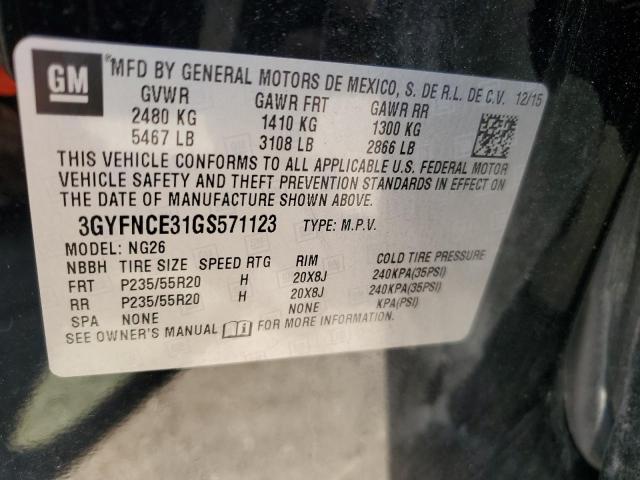 GM
*MFD BY GENERAL MOTORS DE MEXICO, S. DE R.L. DE C.V. 12/15
GVWR GAWR FRT GAWR RR
2480 KG 1410 KG 1300 KG
5467 LB 3108 LB 2866 LB
THIS VEHICLE CONFORMS TO ALL APPLICABLE U.S. FEDERAL MOTOR
VEHICLE SAFETY AND THEFT PREVENTION STANDARDS IN EFFECT ON
THE DATE OF MANUFACTURE SHOWN ABOVE.
3GYFNCE31GS571123 TYPE: M.P.V.
MODEL: NG26
NBBH TIRE SIZE SPEED RTG RIM COLD TIRE PRESSURE
FRT P235/55R20 H 20X8J 240KPA(35PSI)
RR P235/55R20 H 20X8J 240KPA(35PSI)
SPA NONE NONE KPA(PSI)
SEE OWNER'S MANUAL i FOR MORE INFORMATION.